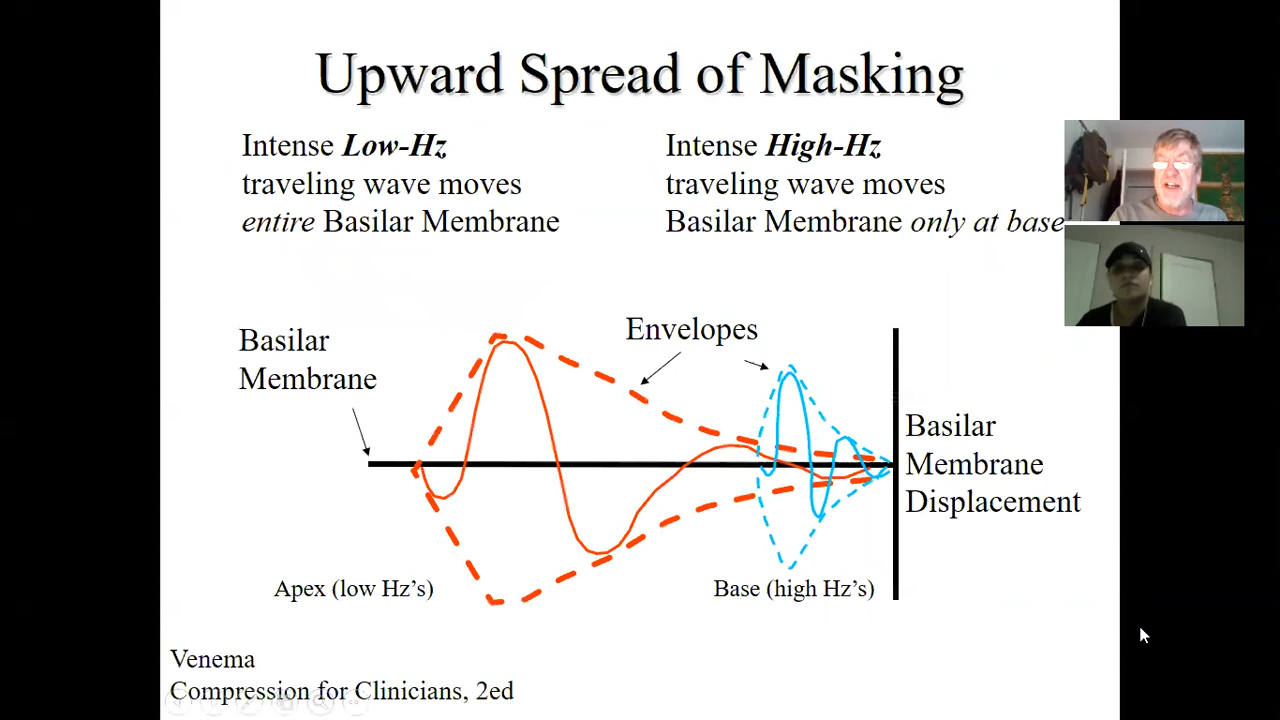 Upward Spread of Masking
Intense Low-Hz
traveling wave moves
entire Basilar Membrane
Intense High-Hz
traveling wave moves
Basilar Membrane only at base
Basilar
Membrane
Envelopes
Basilar
Membrane
Displacement
Apex (low Hz’s)
Base (high Hz’s)
Venema
Compression for Clinicians, 2ed